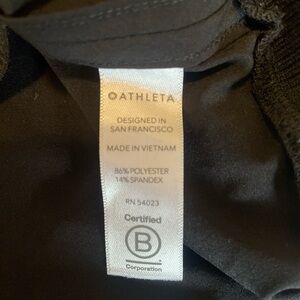 ATHLETA
DESIGNED IN
SAN FRANCISCO
MADE IN VIETNAM
86% POLYESTER
14% SPANDEX
RN 54023
Certified
B
Corporation